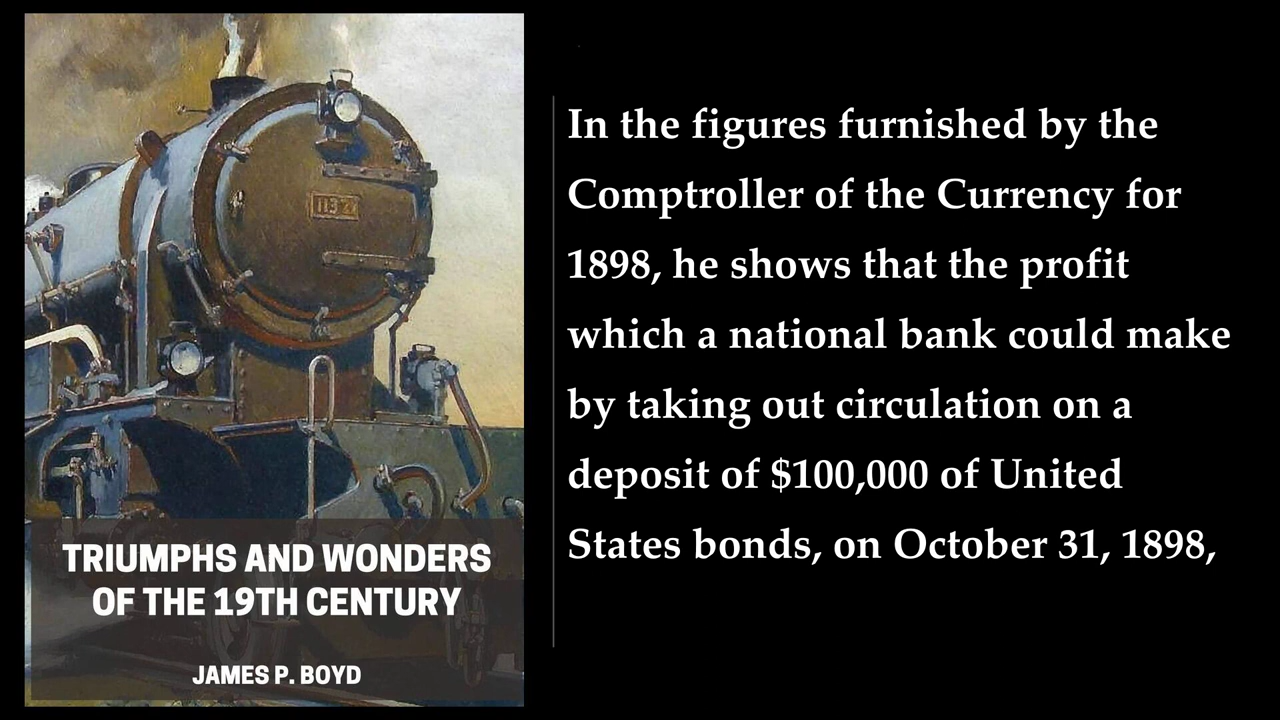 TRIUMPHS AND WONDERS
OF THE 19TH CENTURY
JAMES P. BOYD
In the figures furnished by the
Comptroller of the Currency for
1898, he shows that the profit
which a national bank could make
by taking out circulation on a
deposit of $100,000 of United
States bonds, on October 31, 1898,